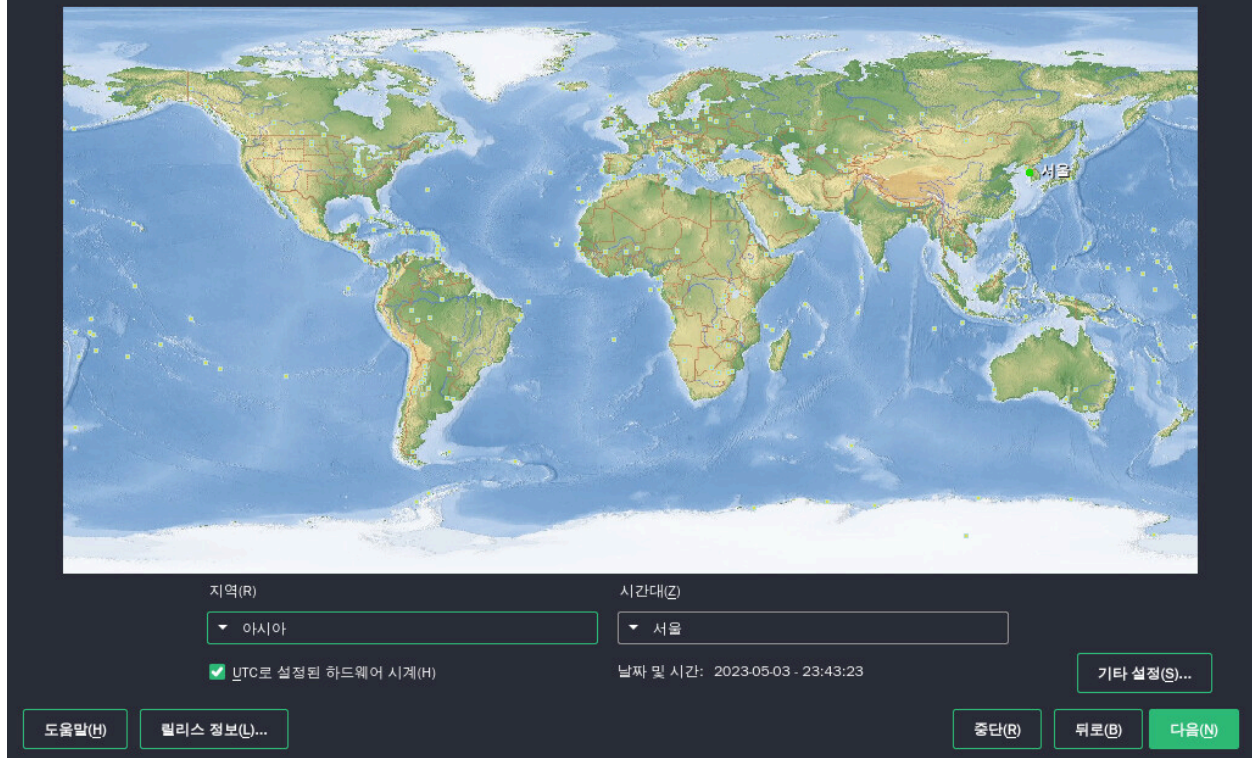 서울
지역(R)
시간대(Z)
아시아
서울
UTC로 설정된 하드웨어 시계(H)
날짜 및 시간: 2023-05-03 - 23:43:23
기타 설정(S)...
도움말(H)
릴리스 정보(L)...
중단(R)
뒤로(B)
다음(N)